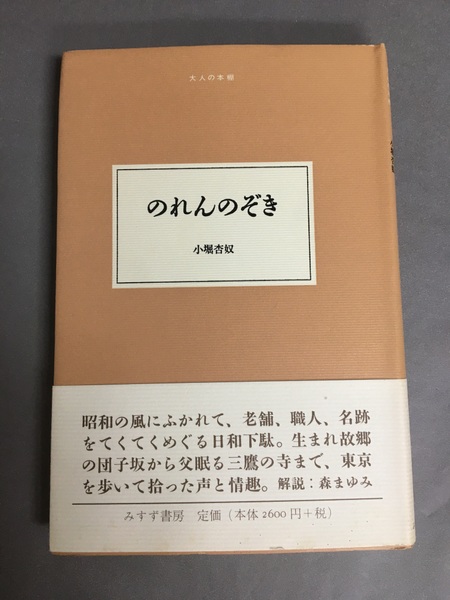 大人の本棚
のれんのぞき
小堀杏奴
昭和の風にふかれて、老舗、職人、名跡
をてくてくめぐる日和下駄。生まれ故郷
の団子坂から父眠る三鷹の寺まで、東京
を歩いて拾った声と情趣。解説：森まゆみ
みすず書房 定価（本体2600円＋税）